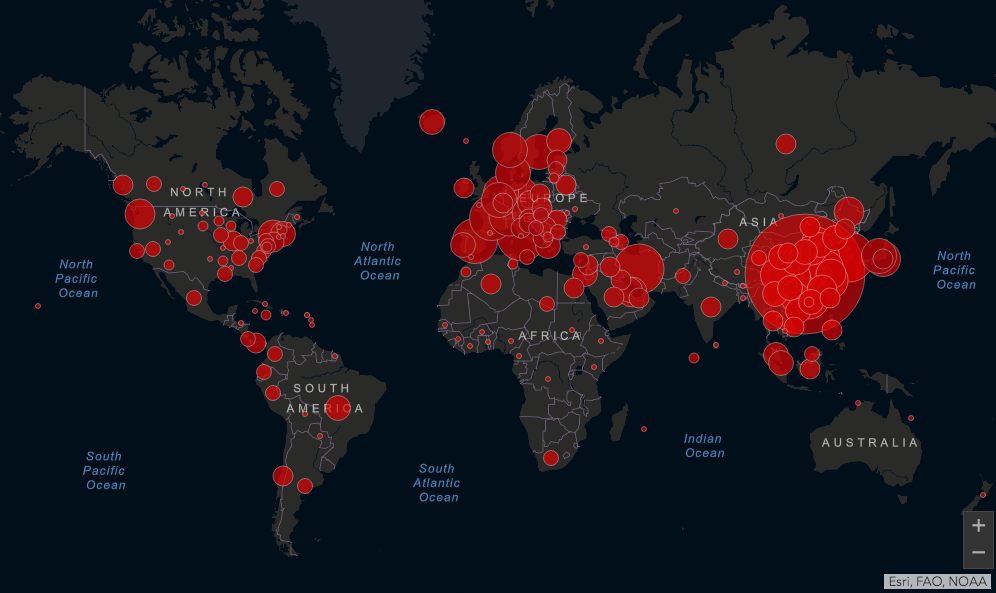 NORTH
AMERICA
EUROPE
ASIA
North
Pacific
Ocean
North
Atlantic
Ocean
North
Pacific
Ocean
AFRICA
SOUTH
AMERICA
South
Pacific
Ocean
South
Atlantic
Ocean
Indian
Ocean
AUSTRALIA
+
−
Esri, FAO, NOAA